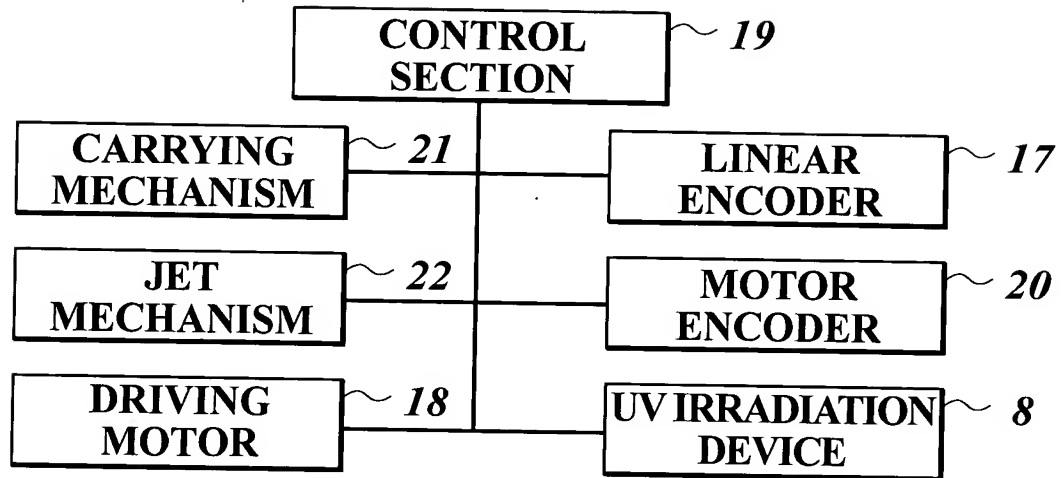 CONTROL
SECTION
19
CARRYING
MECHANISM
21
LINEAR
ENCODER
17
JET
MECHANISM
22
MOTOR
ENCODER
20
DRIVING
MOTOR
18
UV IRRADIATION
DEVICE
8